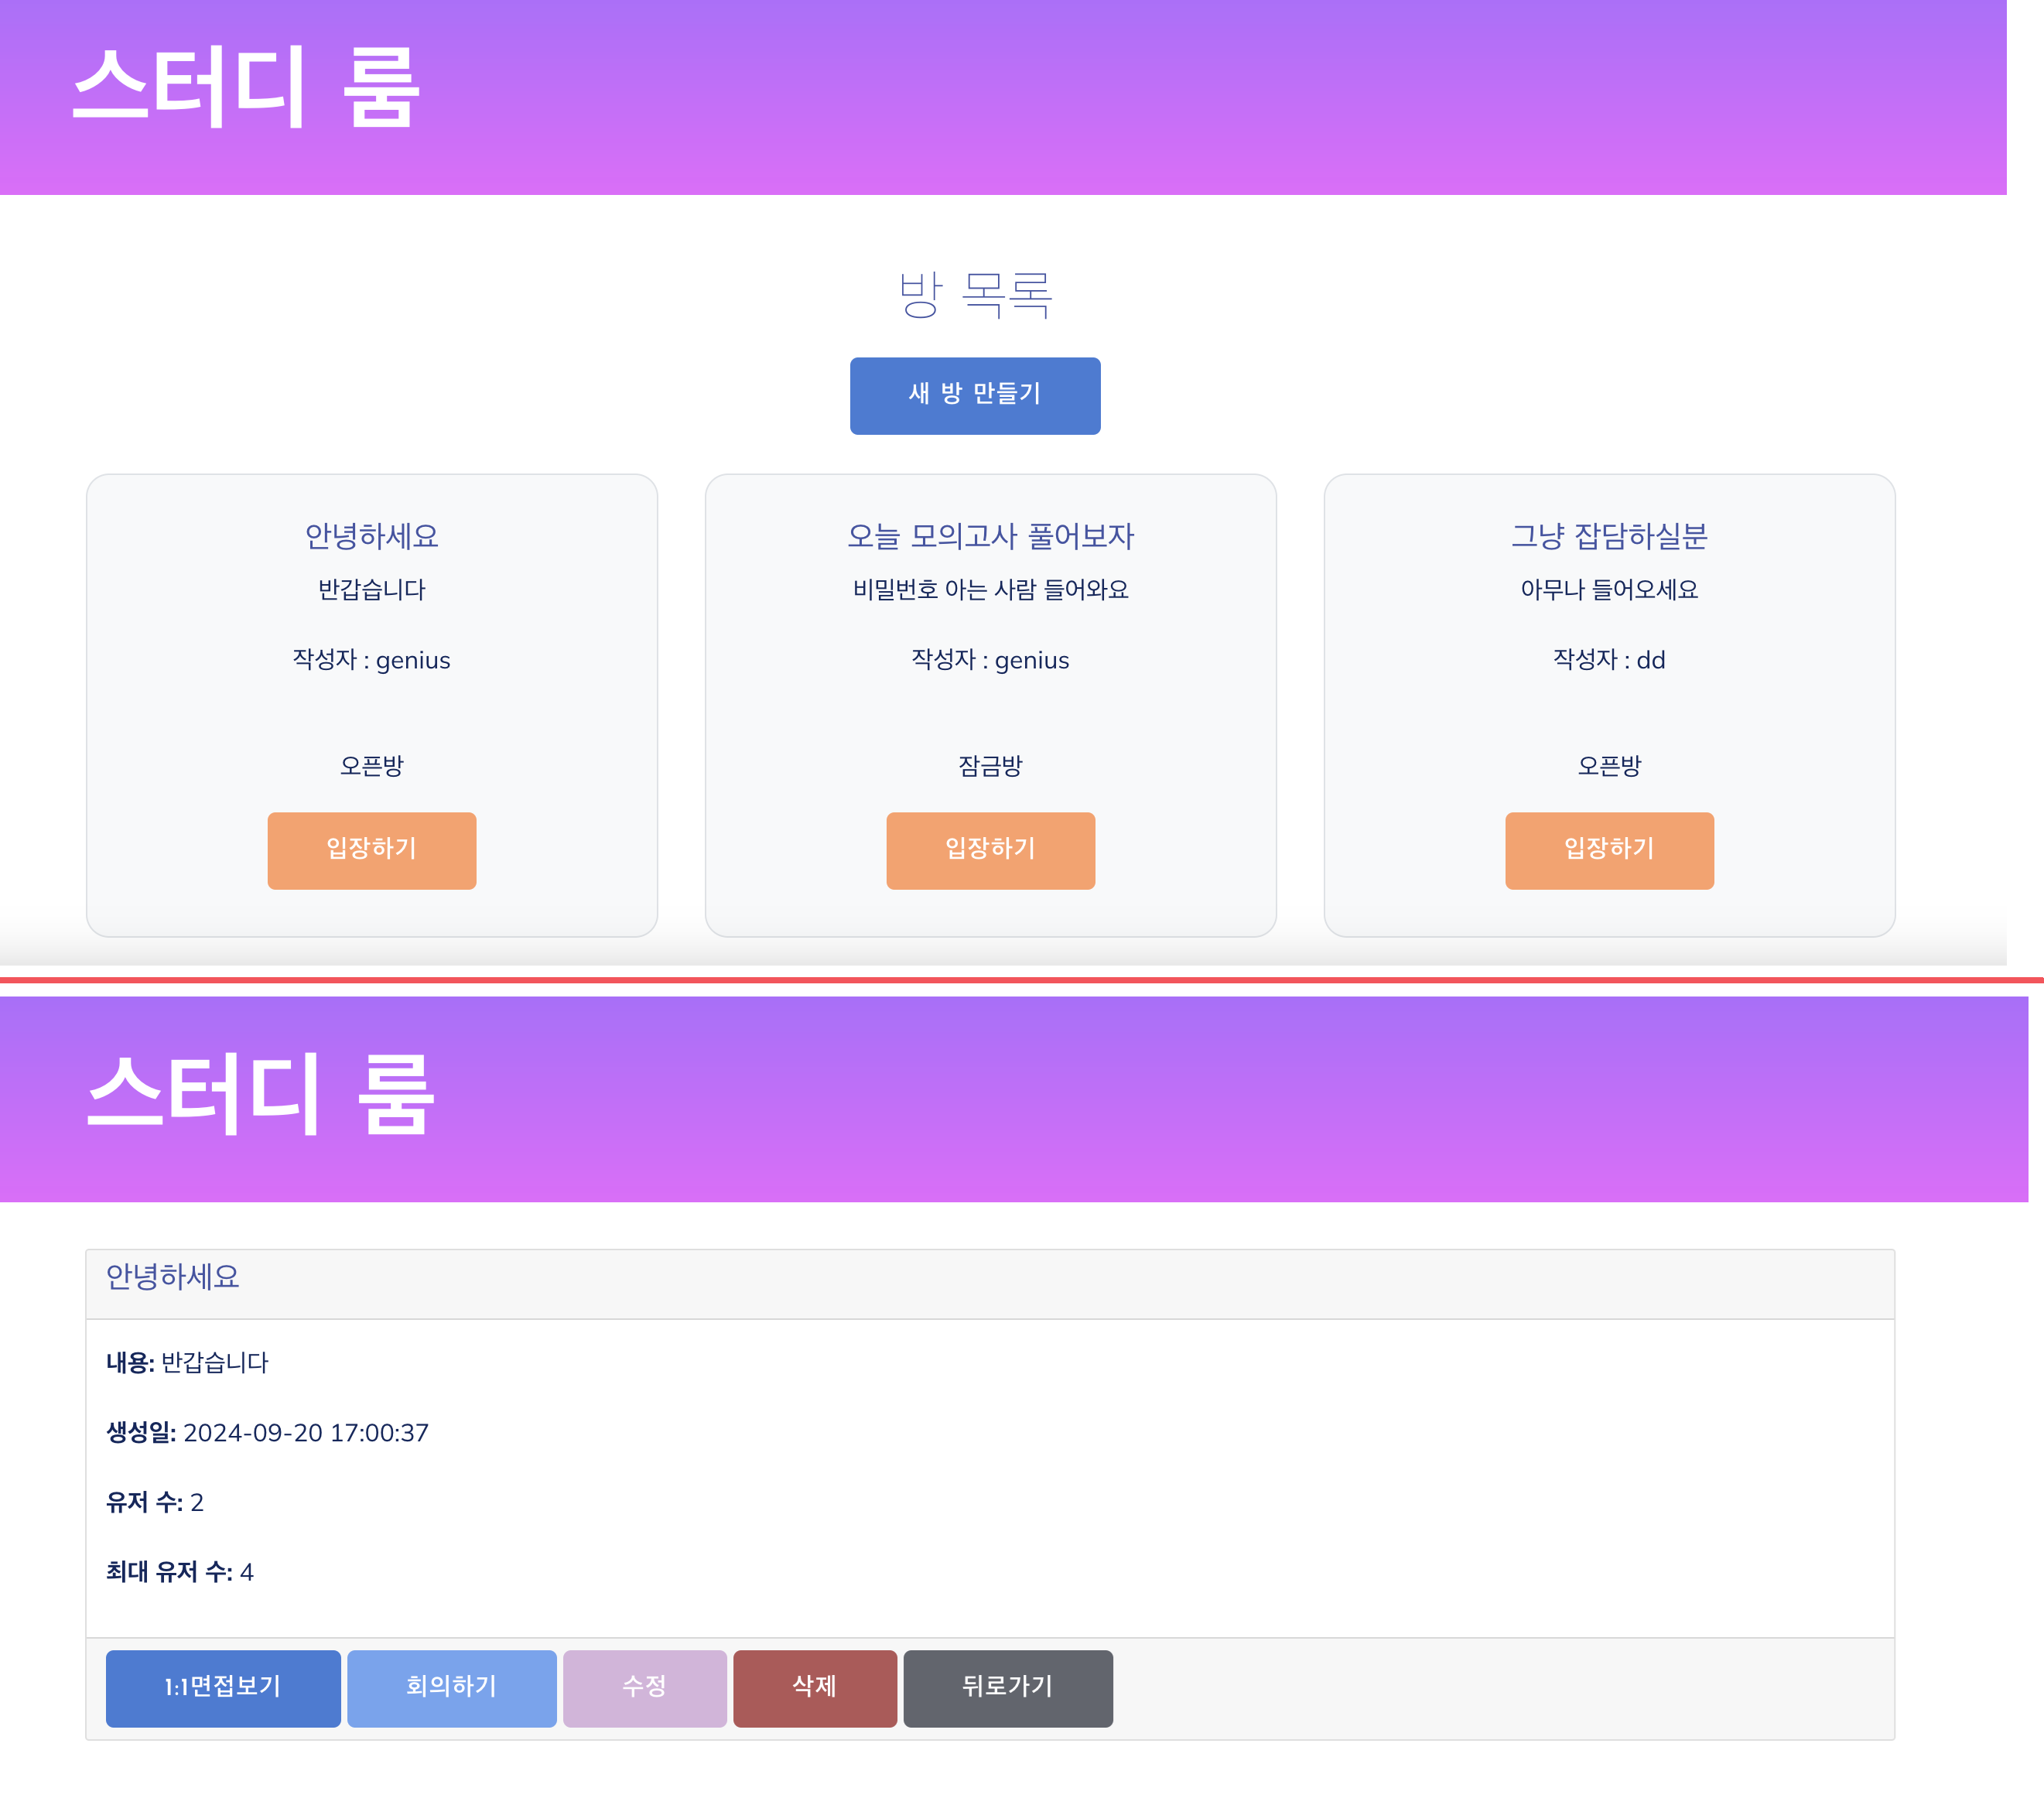 스터디 룸
방 목록
새 방 만들기
안녕하세요
반갑습니다
작성자 : genius
오픈방
입장하기
오늘 모의고사 풀어보자
비밀번호 아는 사람 들어와요
작성자 : genius
잠금방
입장하기
그냥 잡담하실분
아무나 들어오세요
작성자 : dd
오픈방
입장하기
스터디 룸
안녕하세요
내용: 반갑습니다
생성일: 2024-09-20 17:00:37
유저 수: 2
최대 유저 수: 4
1:1면접보기 회의하기 수정 삭제 뒤로가기